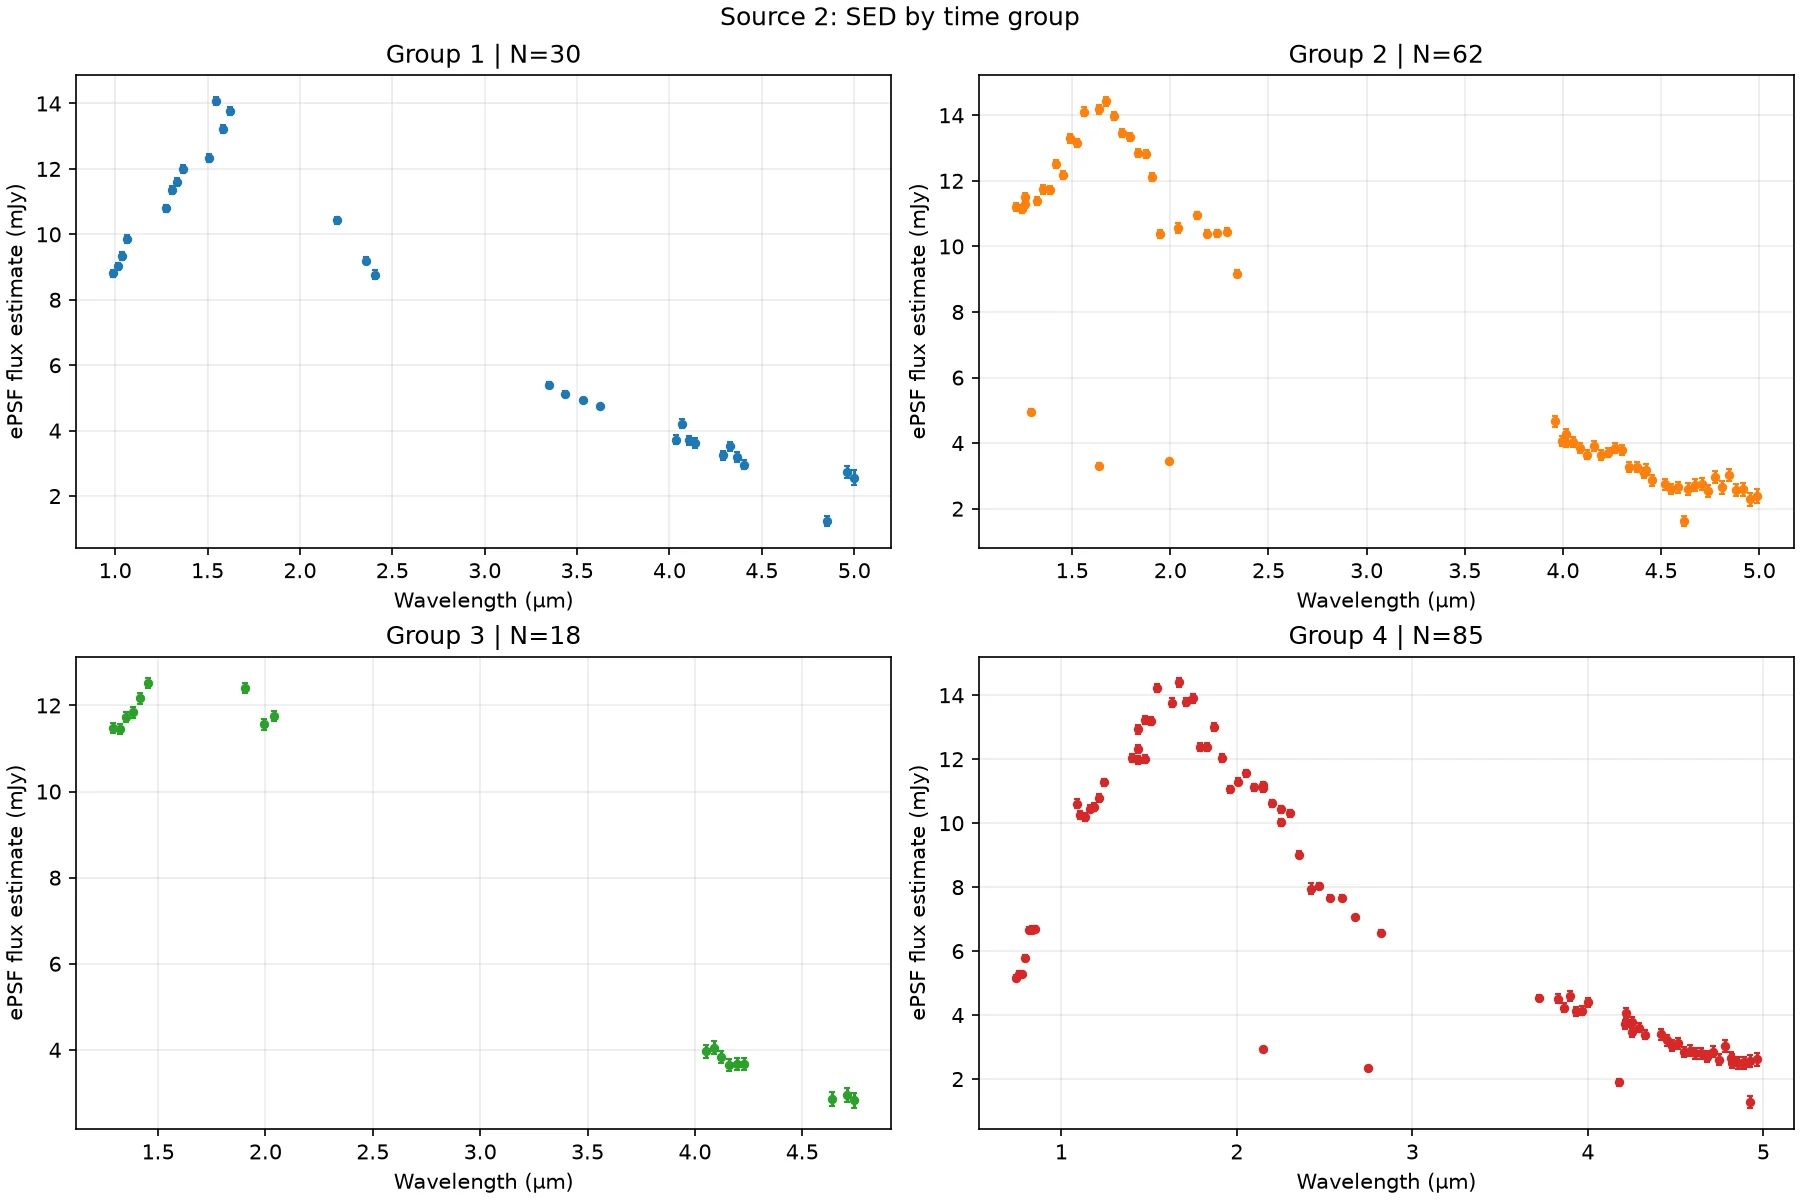 Source 2: SED by time group
Group 1 | N=30
ePSF flux estimate (mJy)
14
12
10
8
6
4
2
1.0 1.5 2.0 2.5 3.0 3.5 4.0 4.5 5.0
Wavelength (µm)
Group 2 | N=62
ePSF flux estimate (mJy)
14
12
10
8
6
4
2
1.5 2.0 2.5 3.0 3.5 4.0 4.5 5.0
Wavelength (µm)
Group 3 | N=18
ePSF flux estimate (mJy)
12
10
8
6
4
1.5 2.0 2.5 3.0 3.5 4.0 4.5
Wavelength (µm)
Group 4 | N=85
ePSF flux estimate (mJy)
14
12
10
8
6
4
2
1 2 3 4 5
Wavelength (µm)